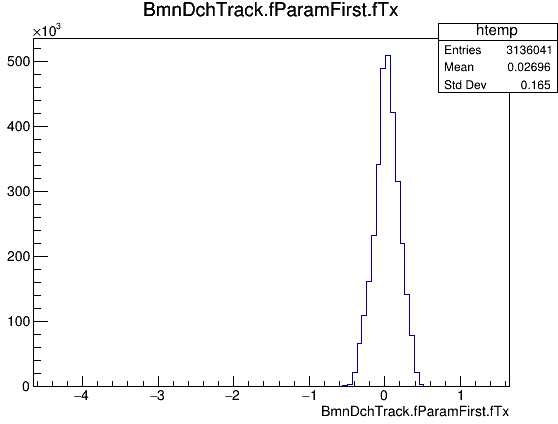 BmnDchTrack.fParamFirst.fTx
×10³
htemp
Entries 3136041
Mean 0.02696
Std Dev 0.165
500
400
300
200
100
0
−4 −3 −2 −1 0 1
BmnDchTrack.fParamFirst.fTx